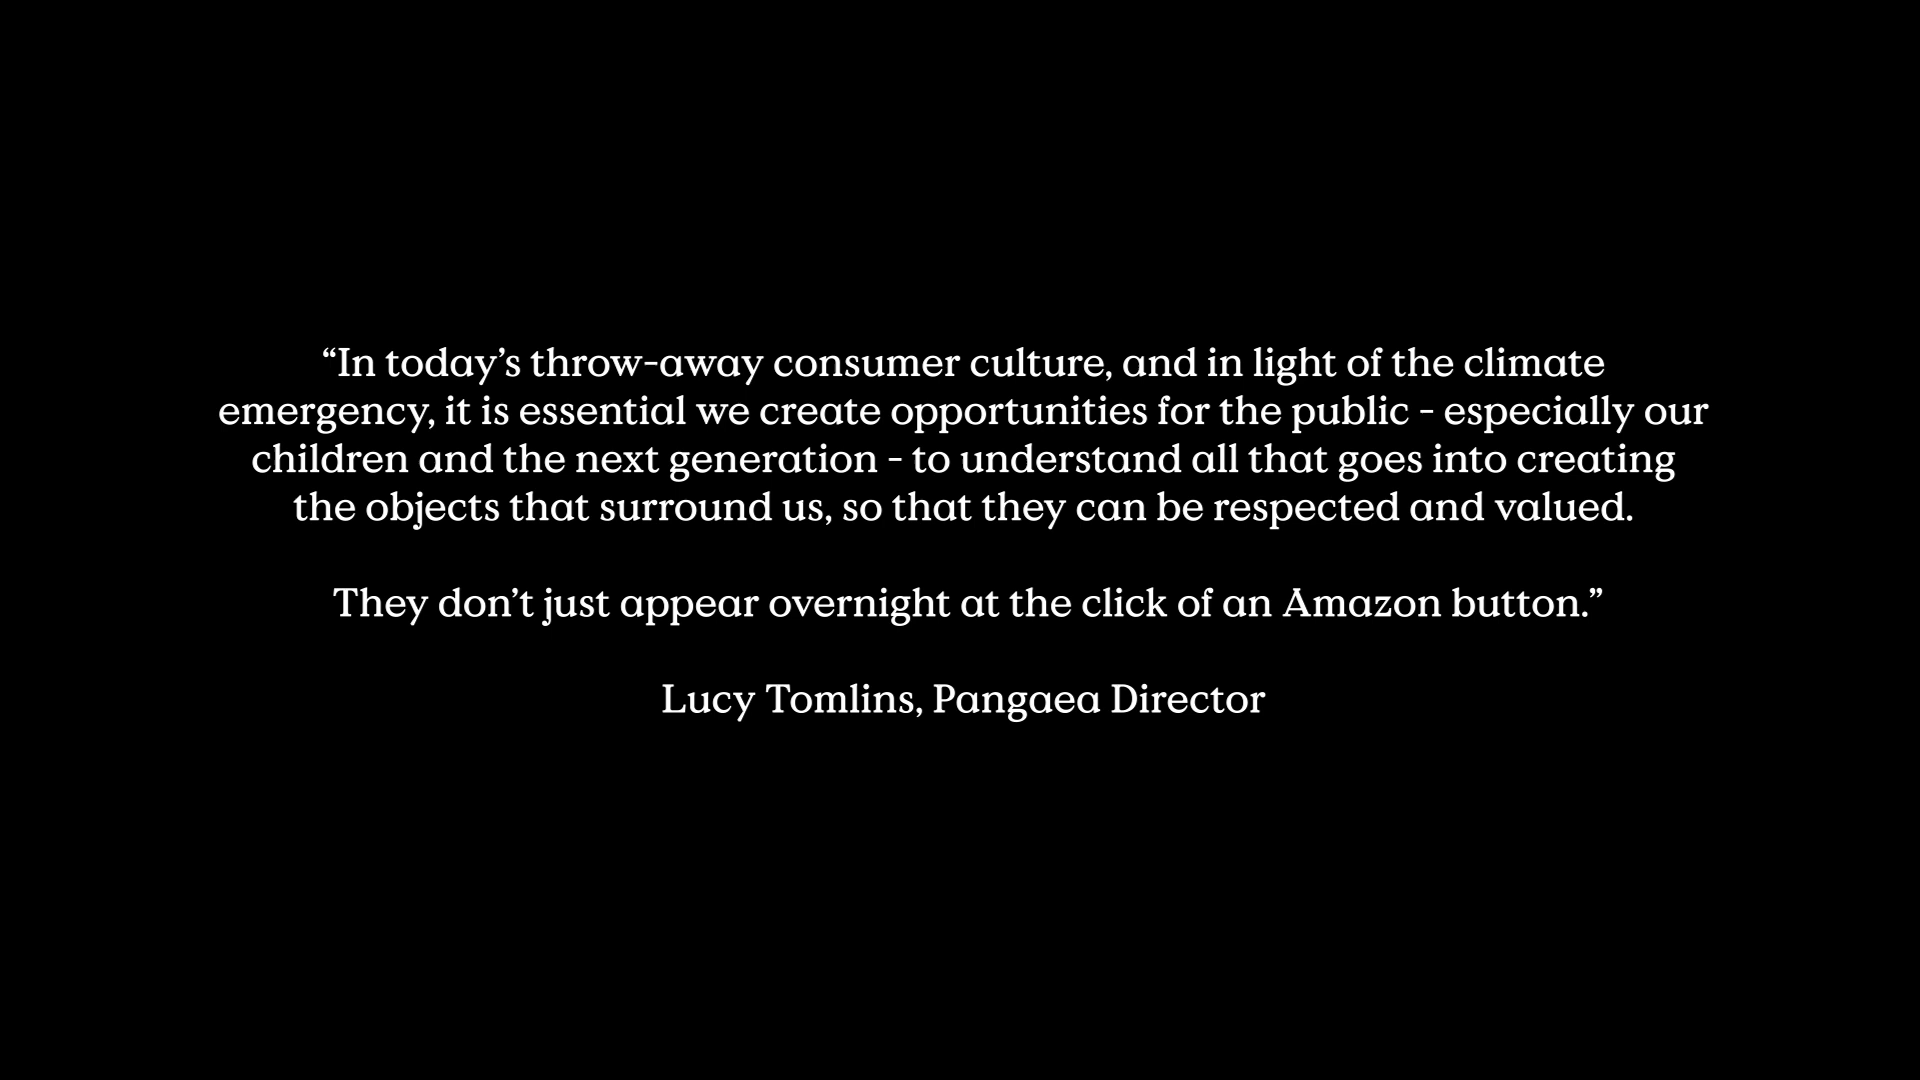 “In today’s throw-away consumer culture, and in light of the climate
emergency, it is essential we create opportunities for the public - especially our
children and the next generation - to understand all that goes into creating
the objects that surround us, so that they can be respected and valued.
They don’t just appear overnight at the click of an Amazon button.”
Lucy Tomlins, Pangaea Director